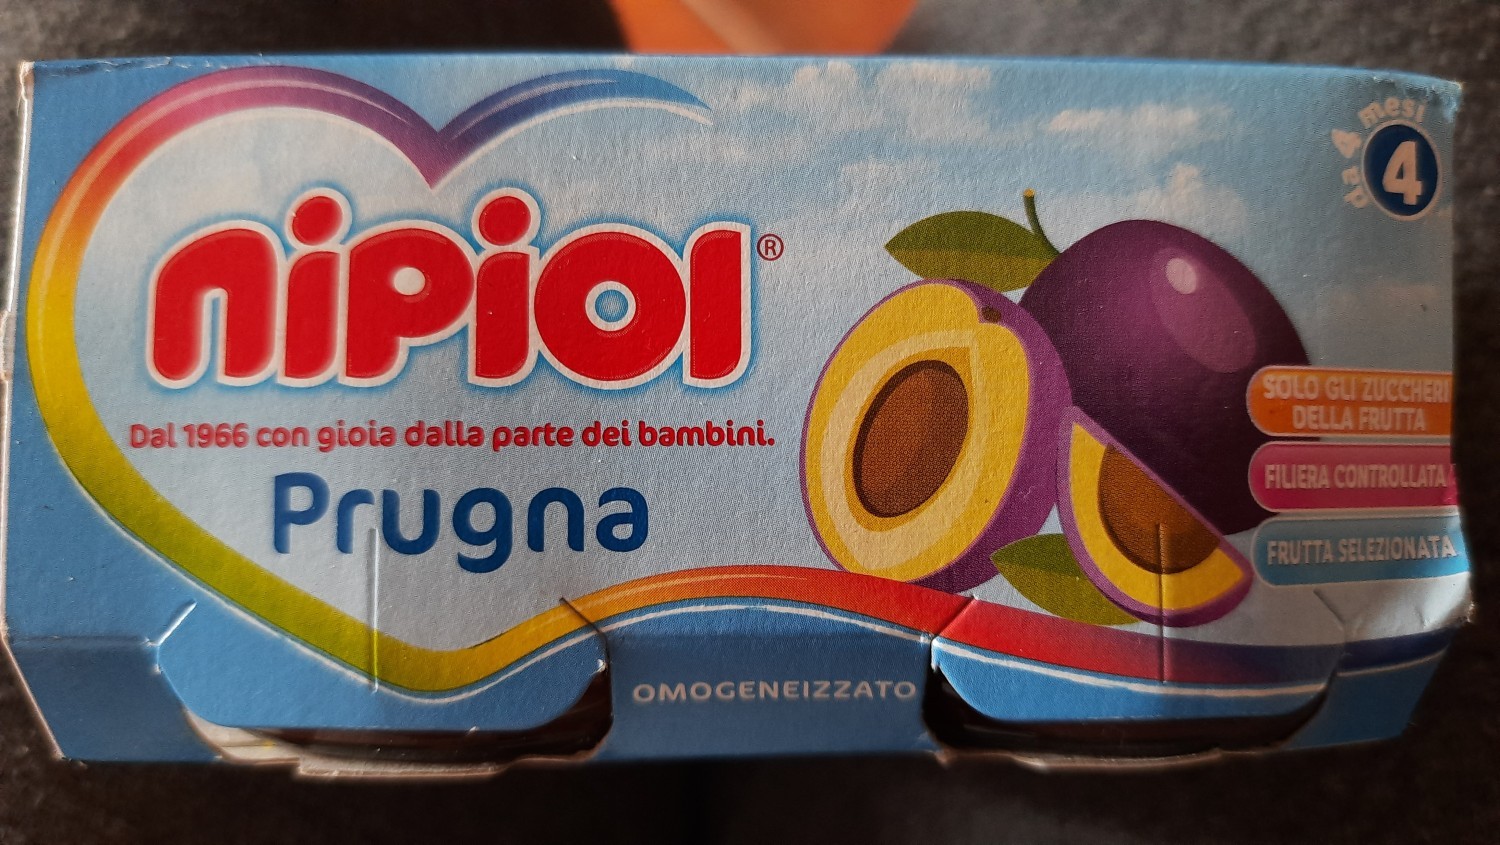 da 4 mesi
4
nipiol®
Dal 1966 con gioia dalla parte dei bambini.
Prugna
SOLO GLI ZUCCHERI
DELLA FRUTTA
FILIERA CONTROLLATA
FRUTTA SELEZIONATA
OMOGENEIZZATO